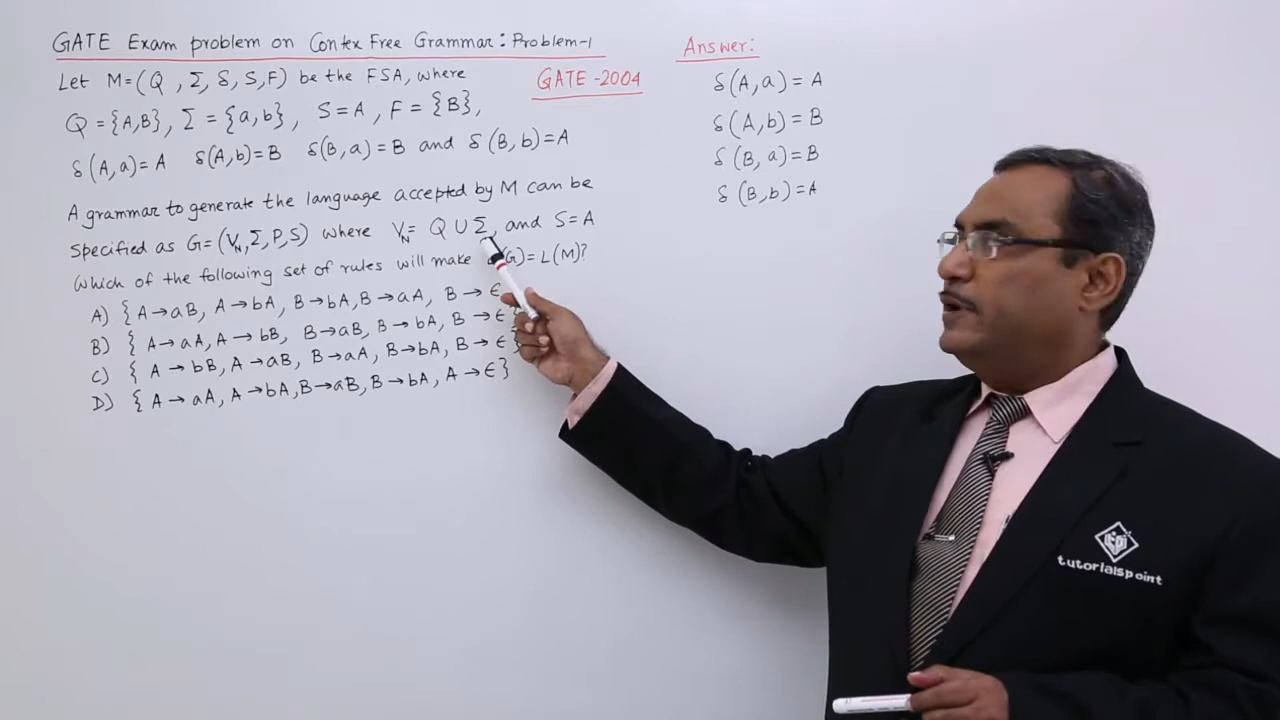 GATE Exam problem on Contex Free Grammar: Problem-1
Let M=(Q, Σ, δ, S, F) be the FSA, where
GATE-2004
Q={A,B}, Σ={a,b}, S=A, F={B},
δ(A,a)=A δ(A,b)=B δ(B,a)=B and δ(B,b)=A
A grammar to generate the language accepted by M can be
specified as G=(V_N, Σ, P, S) where V_N= Q∪Σ, and S=A
Which of the following set of rules will make (G)=L(M)?
A) {A→aB, A→bA, B→bA, B→aA, B→ϵ
B) {A→aA, A→bB, B→aB, B→bA, B→ϵ}
C) {A→bB, A→aB, B→aA, B→bA, B→ϵ}
D) {A→aA, A→bA, B→aB, B→bA, A→ϵ}
Answer:
δ(A,a)=A
δ(A,b)=B
δ(B,a)=B
δ(B,b)=A
tutorialspoint